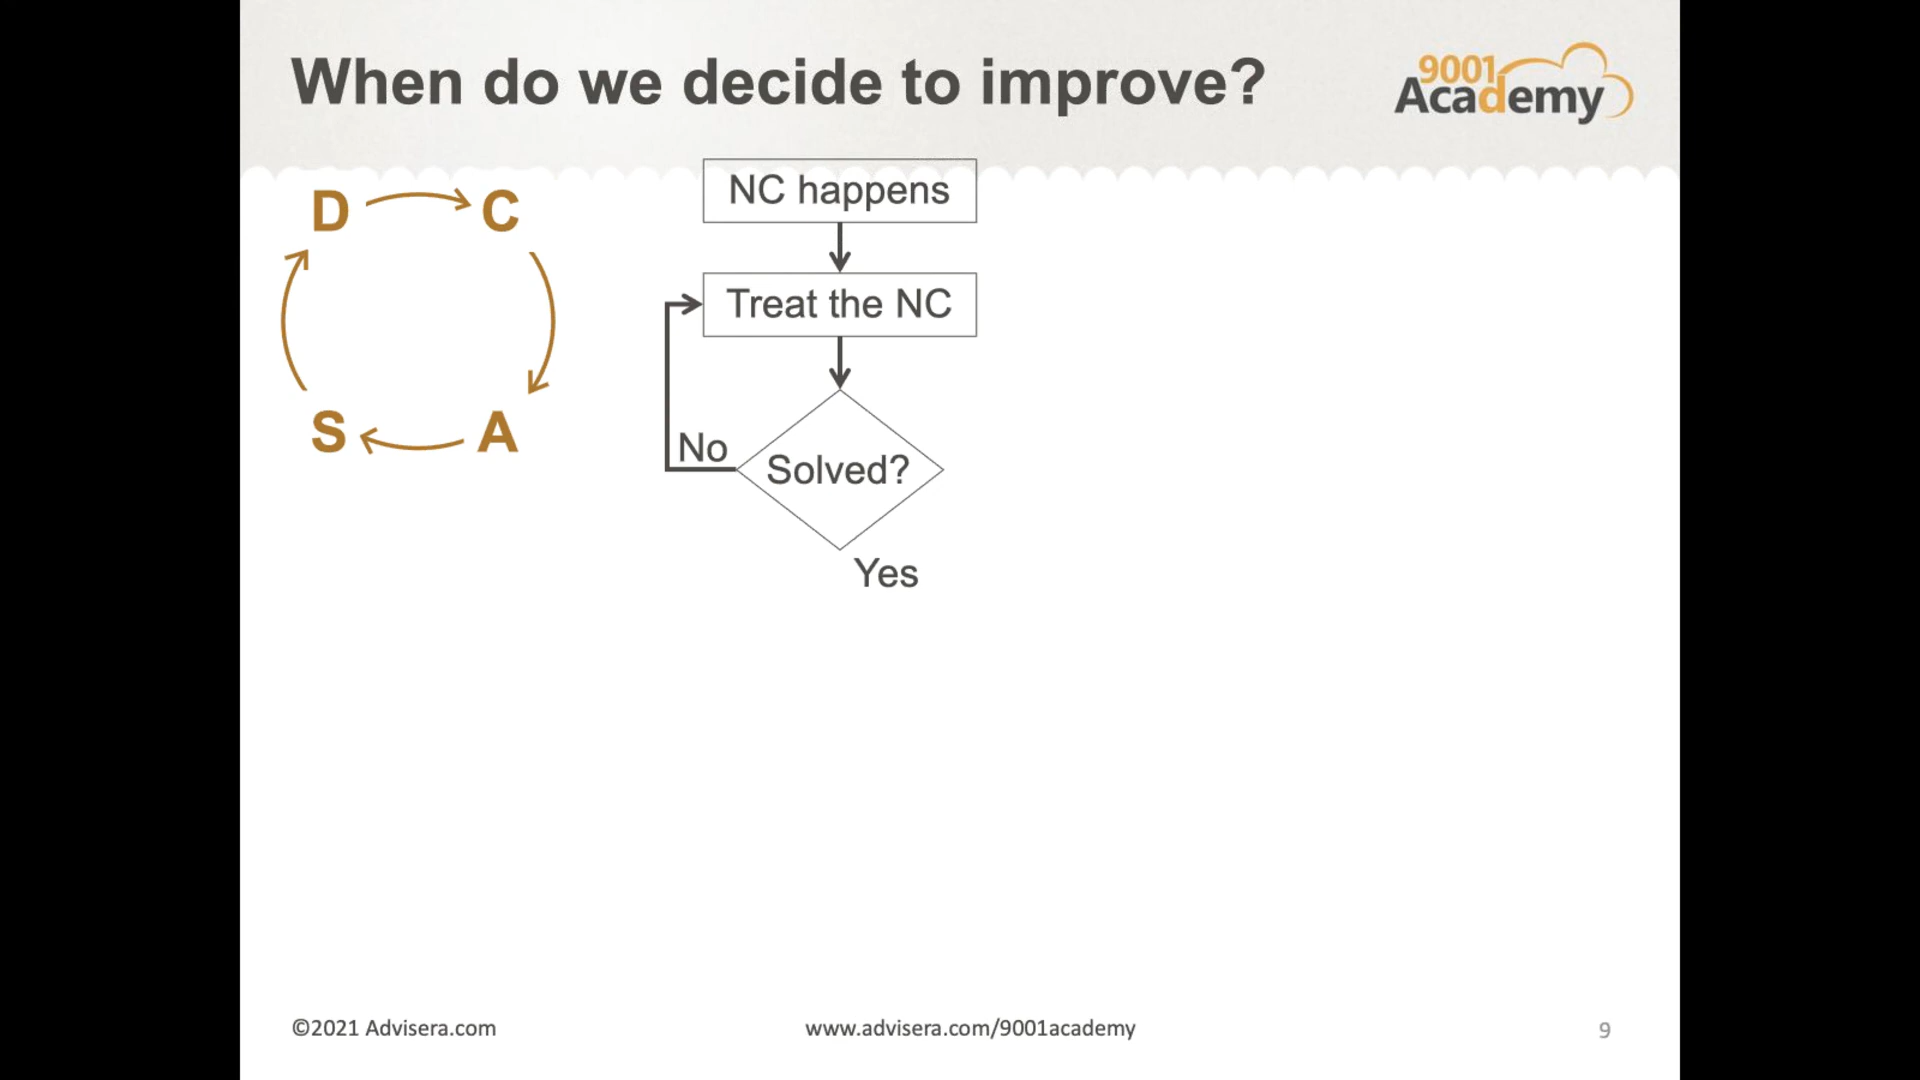 When do we decide to improve?
9001
Academy
D
C
S
A
NC happens
Treat the NC
No
Solved?
Yes
©2021 Advisera.com
www.advisera.com/9001academy
9